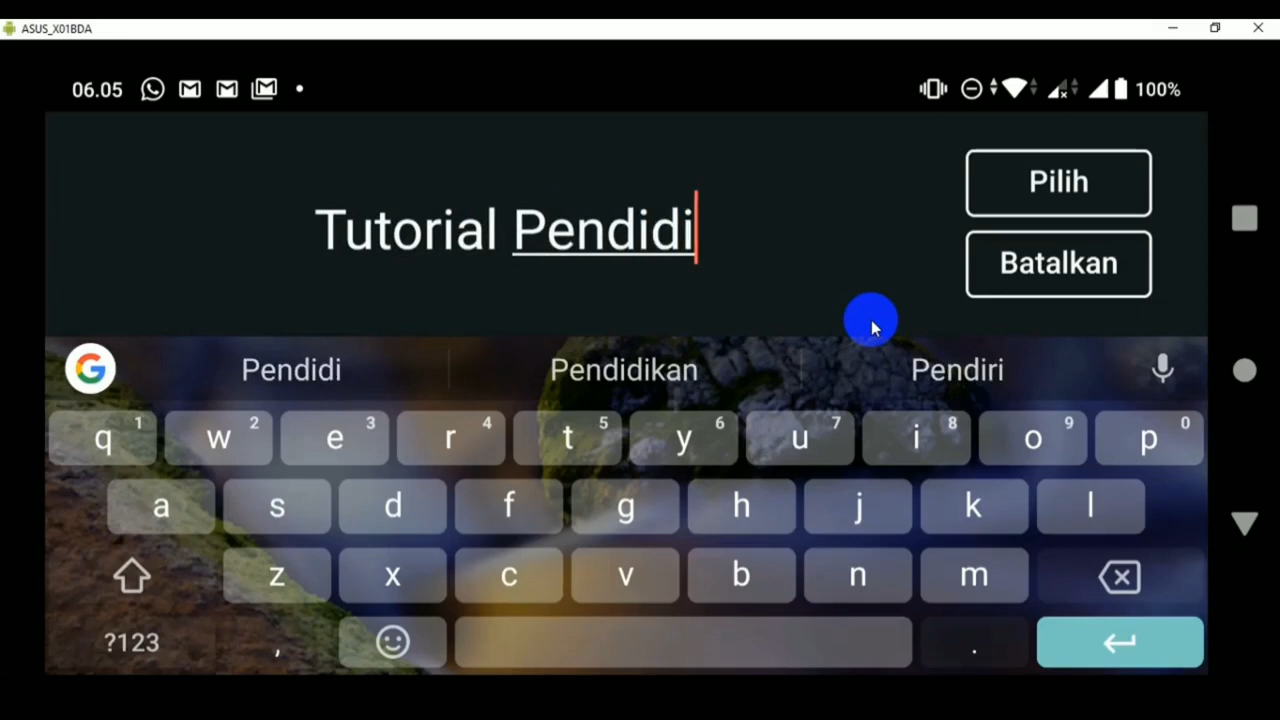 ASUS_X01BDA
06.05
100%
Tutorial Pendidi
Pilih
Batalkan
G Pendidi Pendidikan Pendiri
q 1 w 2 e 3 r 4 t 5 y 6 u 7 i 8 o 9 p 0
a s d f g h j k l
z x c v b n m
?123 , .